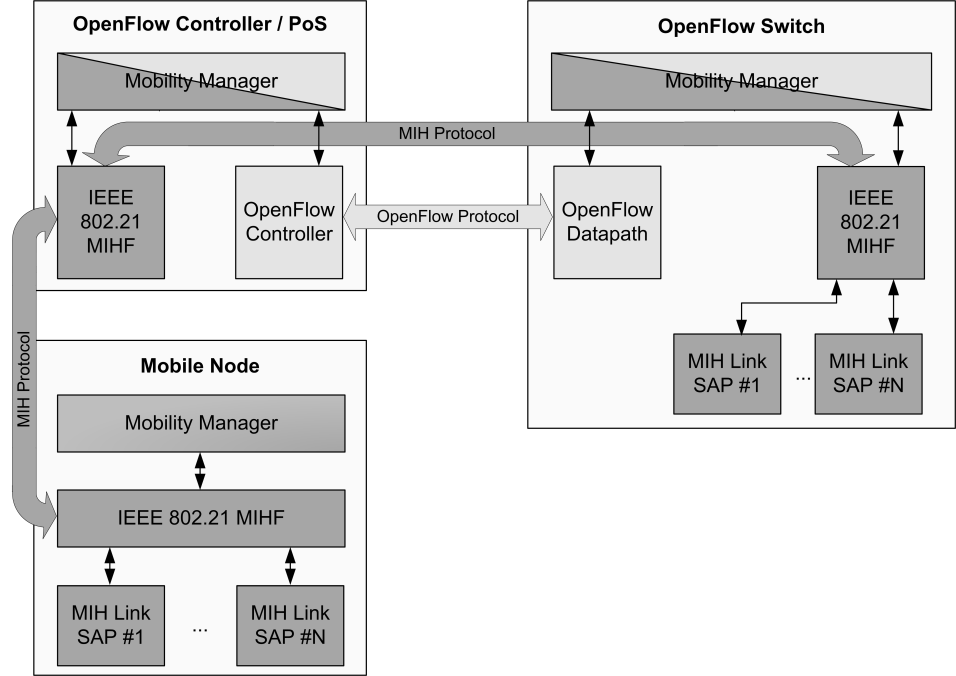 OpenFlow Controller / PoS
Mobility Manager
IEEE
802.21
MIHF
OpenFlow
Controller
OpenFlow Switch
Mobility Manager
MIH Protocol
OpenFlow Protocol
OpenFlow
Datapath
IEEE
802.21
MIHF
MIH Link
SAP #1
...
MIH Link
SAP #N
MIH Protocol
Mobile Node
Mobility Manager
IEEE 802.21 MIHF
MIH Link
SAP #1
...
MIH Link
SAP #N